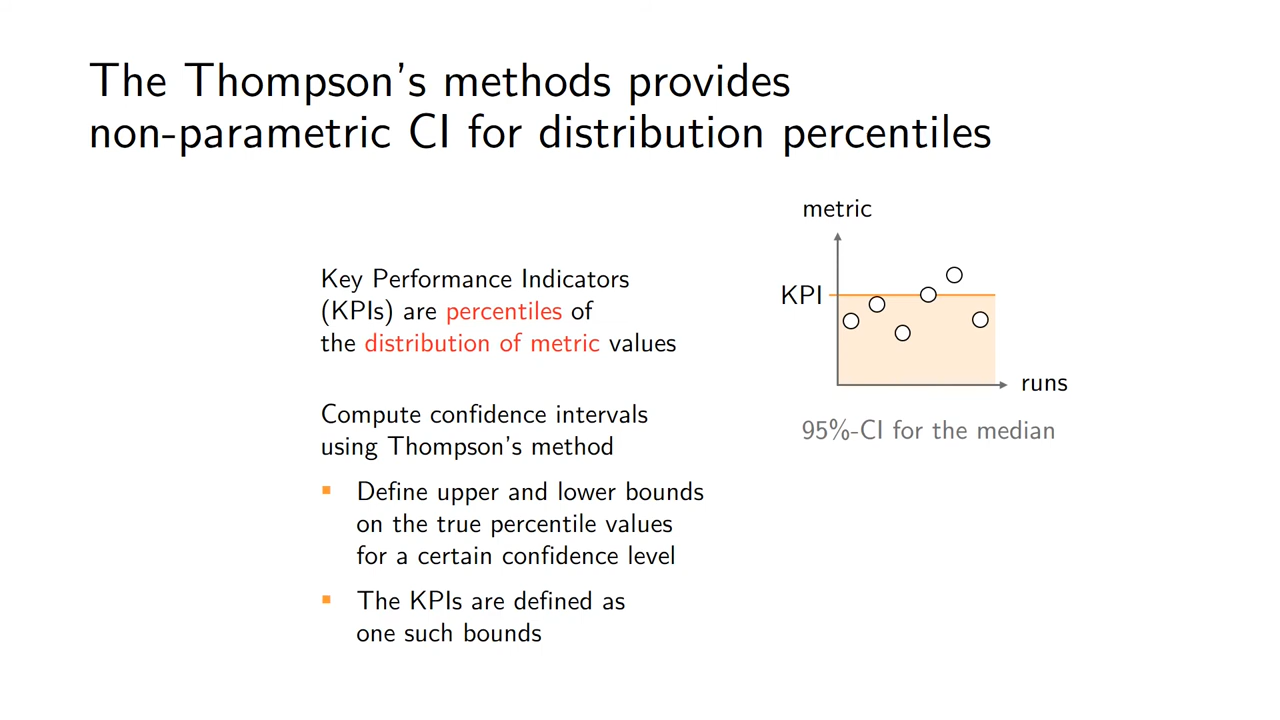 The Thompson's methods provides
non-parametric CI for distribution percentiles
Key Performance Indicators
(KPIs) are percentiles of
the distribution of metric values
Compute confidence intervals
using Thompson's method
▪ Define upper and lower bounds
on the true percentile values
for a certain confidence level
▪ The KPIs are defined as
one such bounds
metric
KPI
runs
95%-CI for the median